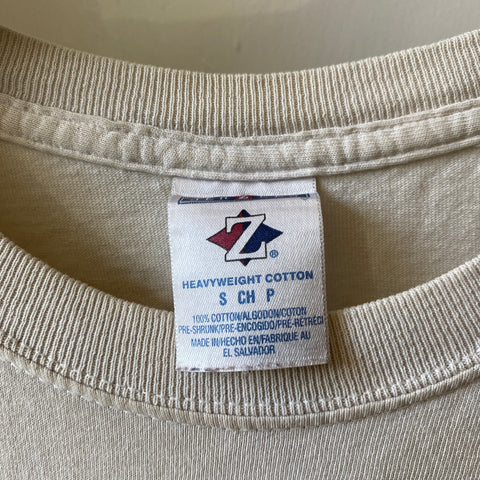 Z ®
HEAVYWEIGHT COTTON
S CH P
100% COTTON/ALGODON/COTON
PRE-SHRUNK/PRE-ENCOGIDO/PRE-RETRECI
MADE IN/HECHO EN/FABRIQUE AU
EL SALVADOR